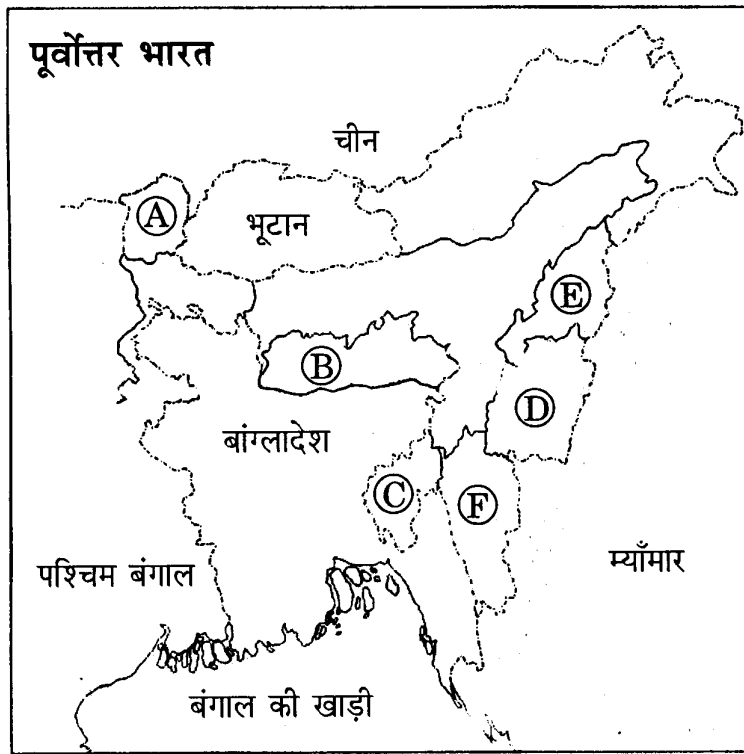 पूर्वोत्तर भारत
चीन
A
भूटान
E
B
D
बांग्लादेश
C
F
म्याँमार
पश्चिम बंगाल
बंगाल की खाड़ी